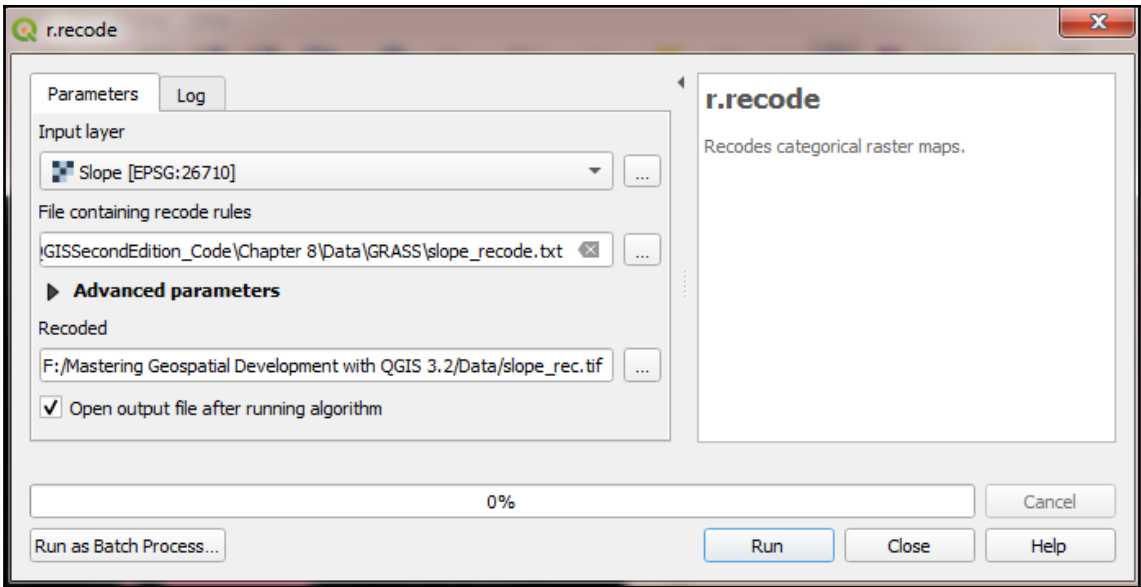 r.recode
X
Parameters
Log
Input layer
Slope [EPSG:26710]
...
File containing recode rules
GISSecondEdition_Code\Chapter 8\Data\GRASS\slope_recode.txt
...
Advanced parameters
Recoded
F:/Mastering Geospatial Development with QGIS 3.2/Data/slope_rec.tif
...
Open output file after running algorithm
r.recode
Recodes categorical raster maps.
0%
Cancel
Run as Batch Process...
Run
Close
Help